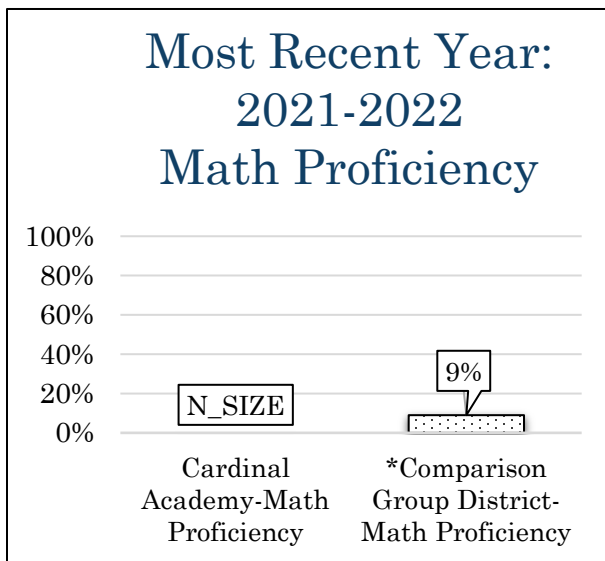 Most Recent Year:
2021-2022
Math Proficiency
100%
80%
60%
40%
20%
0%
N_SIZE
9%
Cardinal
Academy-Math
Proficiency
*Comparison
Group District-
Math Proficiency